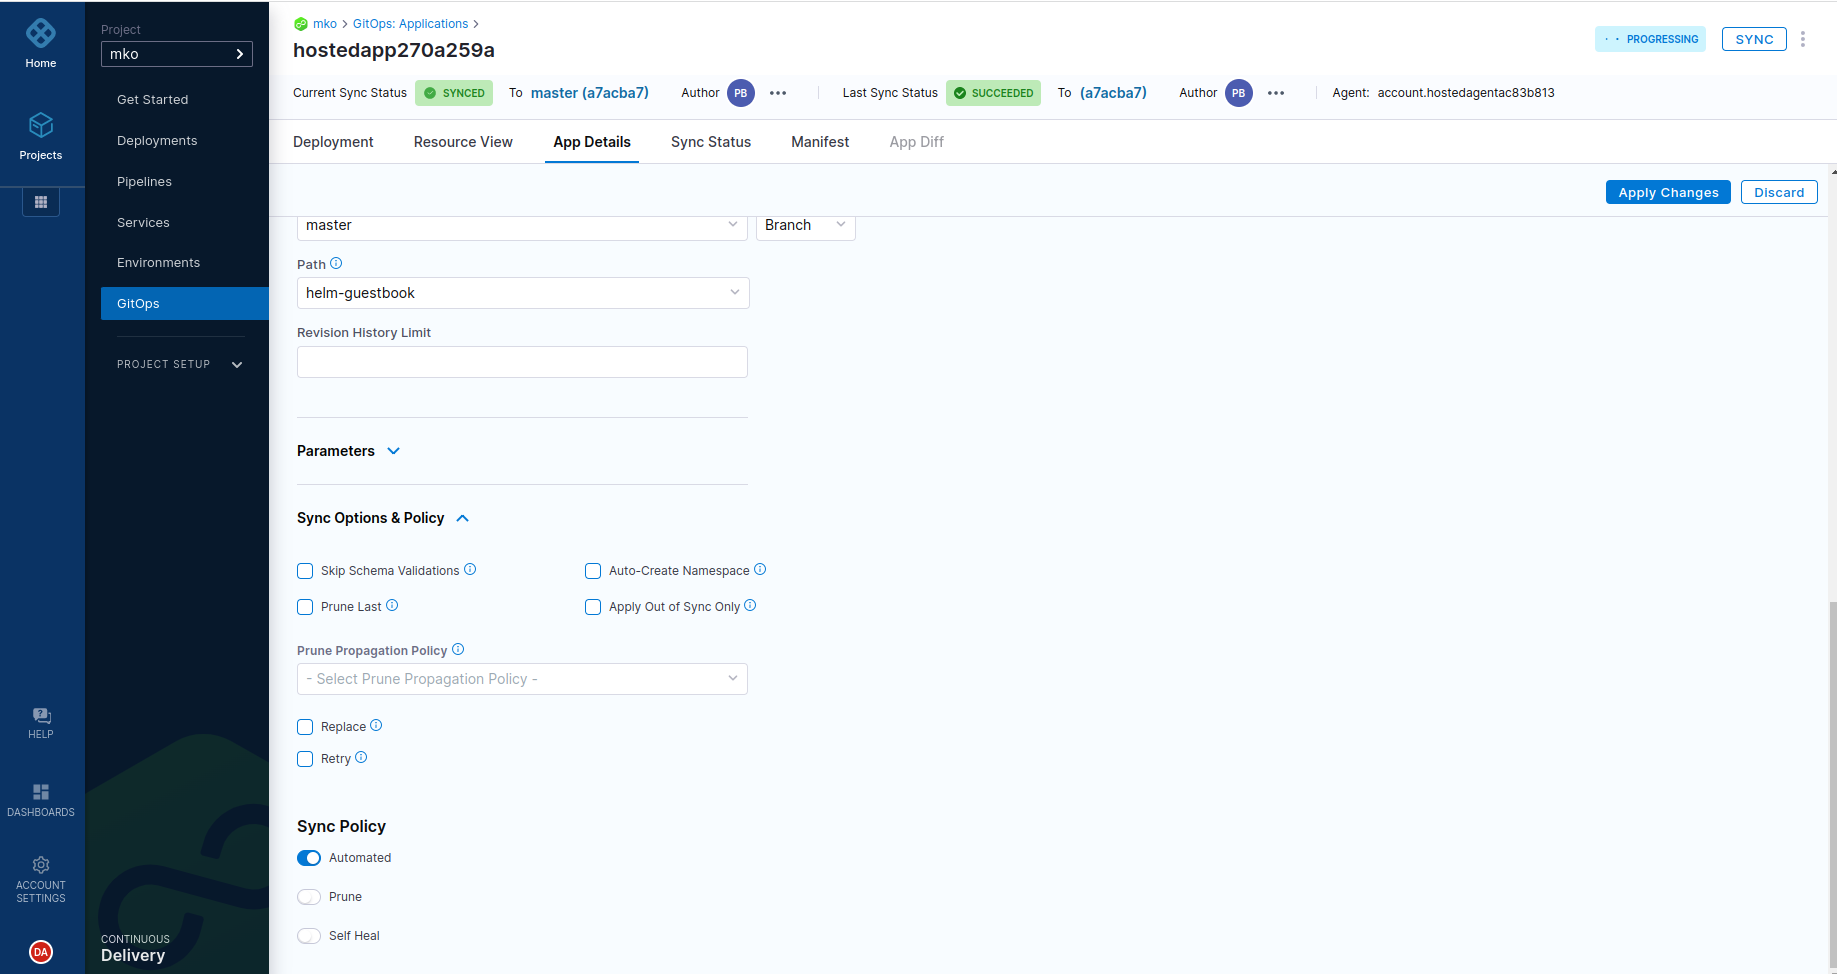 Home
Projects
HELP
DASHBOARDS
ACCOUNT
SETTINGS
DA
Project
mko
Get Started
Deployments
Pipelines
Services
Environments
GitOps
PROJECT SETUP
CONTINUOUS
Delivery
mko > GitOps: Applications >
hostedapp270a259a
PROGRESSING
SYNC
Current Sync Status SYNCED To master (a7acba7) Author PB ••• Last Sync Status SUCCEEDED To (a7acba7) Author PB ••• Agent: account.hostedagentac83b813
Deployment Resource View App Details Sync Status Manifest App Diff
Apply Changes Discard
master Branch
Path
helm-guestbook
Revision History Limit
Parameters
Sync Options & Policy
Skip Schema Validations Auto-Create Namespace
Prune Last Apply Out of Sync Only
Prune Propagation Policy
- Select Prune Propagation Policy -
Replace
Retry
Sync Policy
Automated
Prune
Self Heal